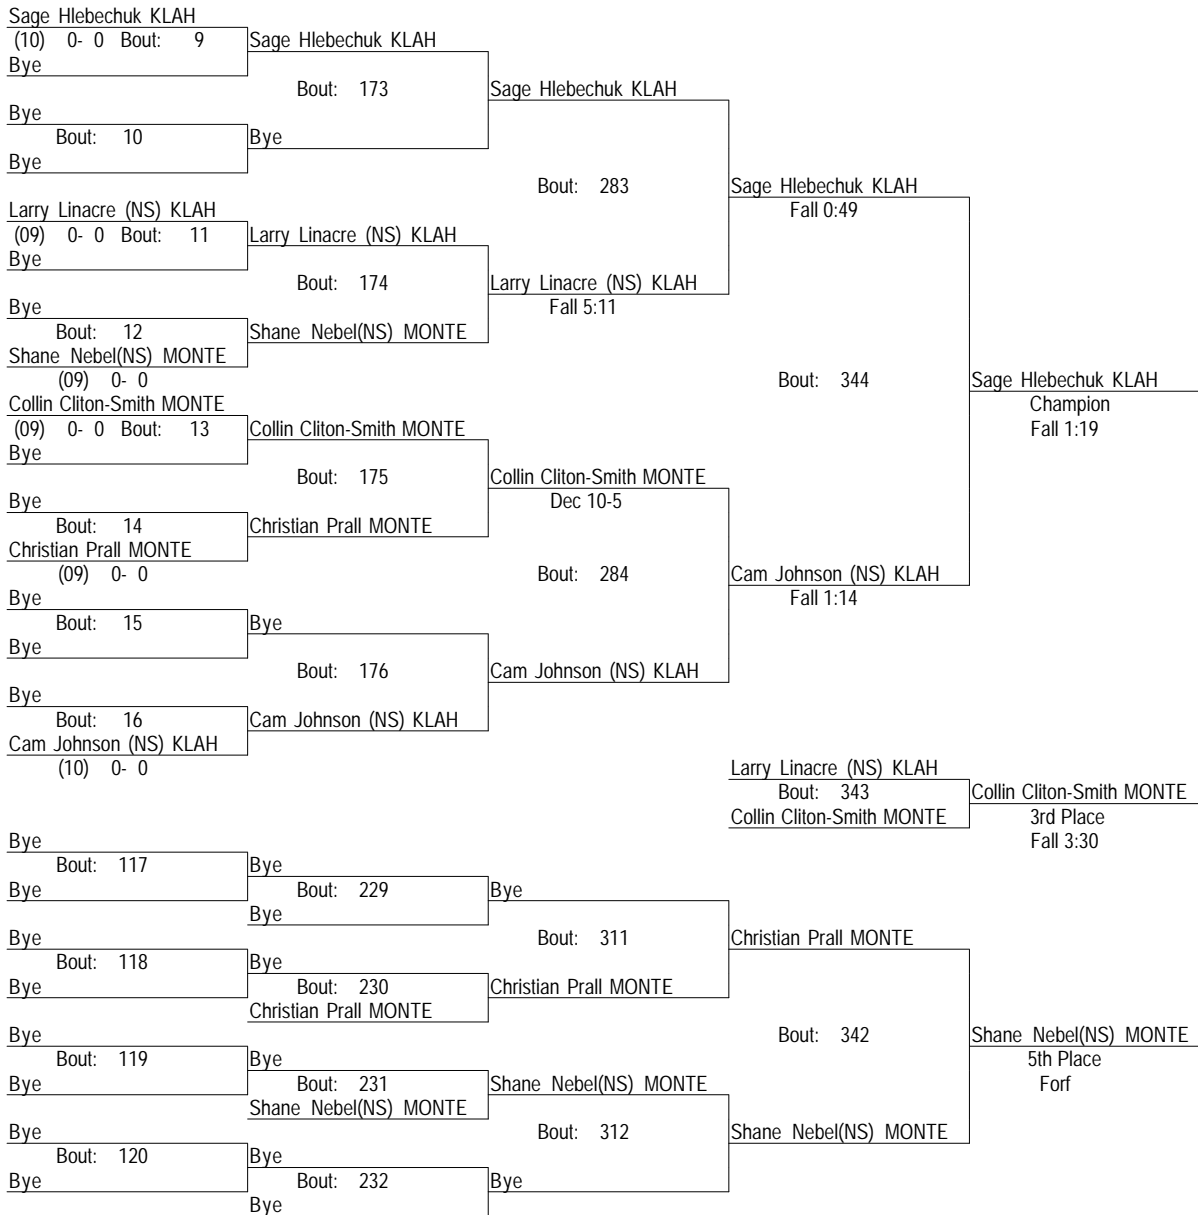 Sage Hlebechuk KLAH
(10) 0- 0 Bout: 9
Sage Hlebechuk KLAH
Bye
Bout: 173
Sage Hlebechuk KLAH
Bye
Bout: 10
Bye
Bye
Bout: 283
Sage Hlebechuk KLAH
Fall 0:49
Larry Linacre (NS) KLAH
(09) 0- 0 Bout: 11
Larry Linacre (NS) KLAH
Bye
Bout: 174
Larry Linacre (NS) KLAH
Fall 5:11
Bye
Bout: 12
Shane Nebel(NS) MONTE
Shane Nebel(NS) MONTE
(09) 0- 0
Bout: 344
Sage Hlebechuk KLAH
Champion
Fall 1:19
Collin Cliton-Smith MONTE
(09) 0- 0 Bout: 13
Collin Cliton-Smith MONTE
Bye
Bout: 175
Collin Cliton-Smith MONTE
Dec 10-5
Bye
Bout: 14
Christian Prall MONTE
Christian Prall MONTE
(09) 0- 0
Bout: 284
Cam Johnson (NS) KLAH
Fall 1:14
Bye
Bout: 15
Bye
Bye
Bout: 176
Cam Johnson (NS) KLAH
Bye
Bout: 16
Cam Johnson (NS) KLAH
Cam Johnson (NS) KLAH
(10) 0- 0
Larry Linacre (NS) KLAH
Bout: 343
Collin Cliton-Smith MONTE
Collin Cliton-Smith MONTE
3rd Place
Fall 3:30
Bye
Bout: 117
Bye
Bye
Bout: 229
Bye
Bye
Bout: 311
Christian Prall MONTE
Bye
Bout: 118
Bye
Bye
Bout: 230
Christian Prall MONTE
Christian Prall MONTE
Bout: 342
Shane Nebel(NS) MONTE
5th Place
Forf
Bye
Bout: 119
Bye
Bye
Bout: 231
Shane Nebel(NS) MONTE
Shane Nebel(NS) MONTE
Bout: 312
Shane Nebel(NS) MONTE
Bye
Bout: 120
Bye
Bye
Bout: 232
Bye
Bye